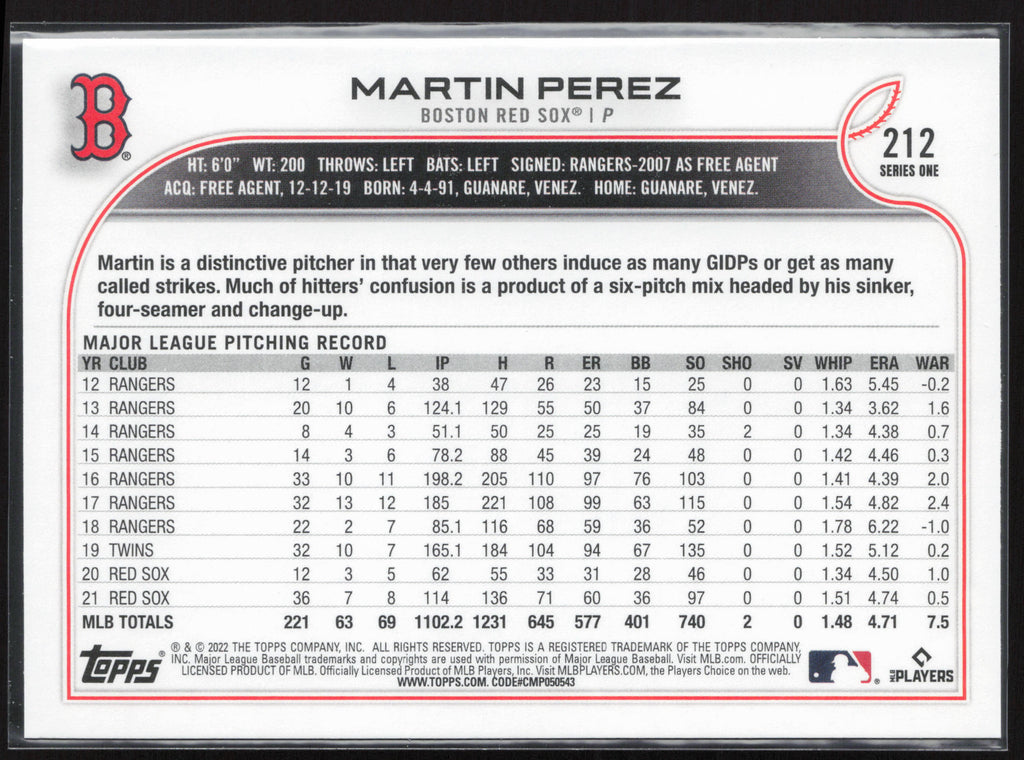 B®
MARTIN PEREZ
BOSTON RED SOX® | P
212
SERIES ONE
HT: 6'0" WT: 200 THROWS: LEFT BATS: LEFT SIGNED: RANGERS-2007 AS FREE AGENT
ACQ: FREE AGENT, 12-12-19 BORN: 4-4-91, GUANARE, VENEZ. HOME: GUANARE, VENEZ.
Martin is a distinctive pitcher in that very few others induce as many GIDPs or get as many
called strikes. Much of hitters' confusion is a product of a six-pitch mix headed by his sinker,
four-seamer and change-up.
MAJOR LEAGUE PITCHING RECORD
YR CLUB G W L IP H R ER BB SO SHO SV WHIP ERA WAR
12 RANGERS 12 1 4 38 47 26 23 15 25 0 0 1.63 5.45 -0.2
13 RANGERS 20 10 6 124.1 129 55 50 37 84 0 0 1.34 3.62 1.6
14 RANGERS 8 4 3 51.1 50 25 25 19 35 2 0 1.34 4.38 0.7
15 RANGERS 14 3 6 78.2 88 45 39 24 48 0 0 1.42 4.46 0.3
16 RANGERS 33 10 11 198.2 205 110 97 76 103 0 0 1.41 4.39 2.0
17 RANGERS 32 13 12 185 221 108 99 63 115 0 0 1.54 4.82 2.4
18 RANGERS 22 2 7 85.1 116 68 59 36 52 0 0 1.78 6.22 -1.0
19 TWINS 32 10 7 165.1 184 104 94 67 135 0 0 1.52 5.12 0.2
20 RED SOX 12 3 5 62 55 33 31 28 46 0 0 1.34 4.50 1.0
21 RED SOX 36 7 8 114 136 71 60 36 97 0 0 1.51 4.74 0.5
MLB TOTALS 221 63 69 1102.2 1231 645 577 401 740 2 0 1.48 4.71 7.5
Topps®
® & © 2022 THE TOPPS COMPANY, INC. ALL RIGHTS RESERVED. TOPPS IS A REGISTERED TRADEMARK OF THE TOPPS COMPANY,
INC. Major League Baseball trademarks and copyrights are used with permission of Major League Baseball. Visit MLB.com. OFFICIALLY
LICENSED PRODUCT OF MLB. Officially Licensed Product of MLB Players, Inc. Visit MLBPLAYERS.COM, the Players Choice on the web.
WWW.TOPPS.COM. CODE#CMP050543
MLB PLAYERS